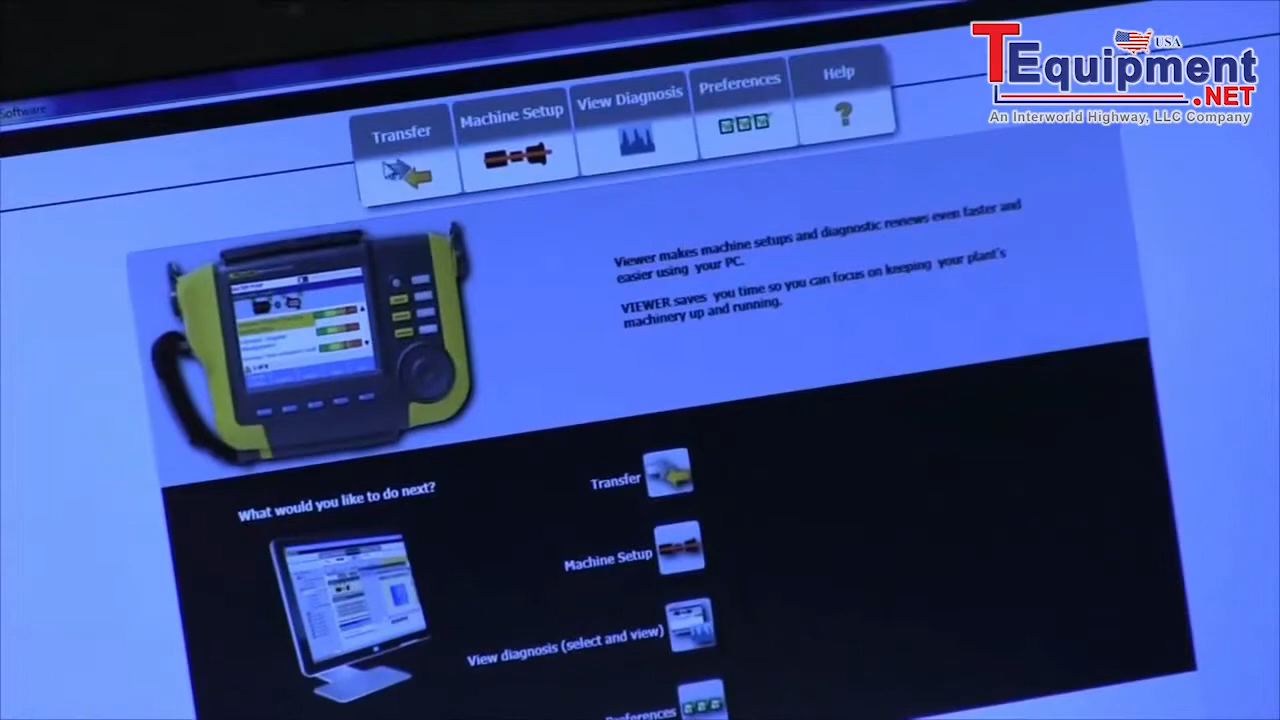 TEquipment
USA
.NET
An Interworld Highway, LLC Company
Software
Transfer
Machine Setup
View Diagnosis
Preferences
Help
Viewer makes machine setups and diagnostic reviews even faster and
easier using your PC.
VIEWER saves you time so you can focus on keeping your plant's
machinery up and running.
What would you like to do next?
Transfer
Machine Setup
View diagnosis (select and view)
Preferences